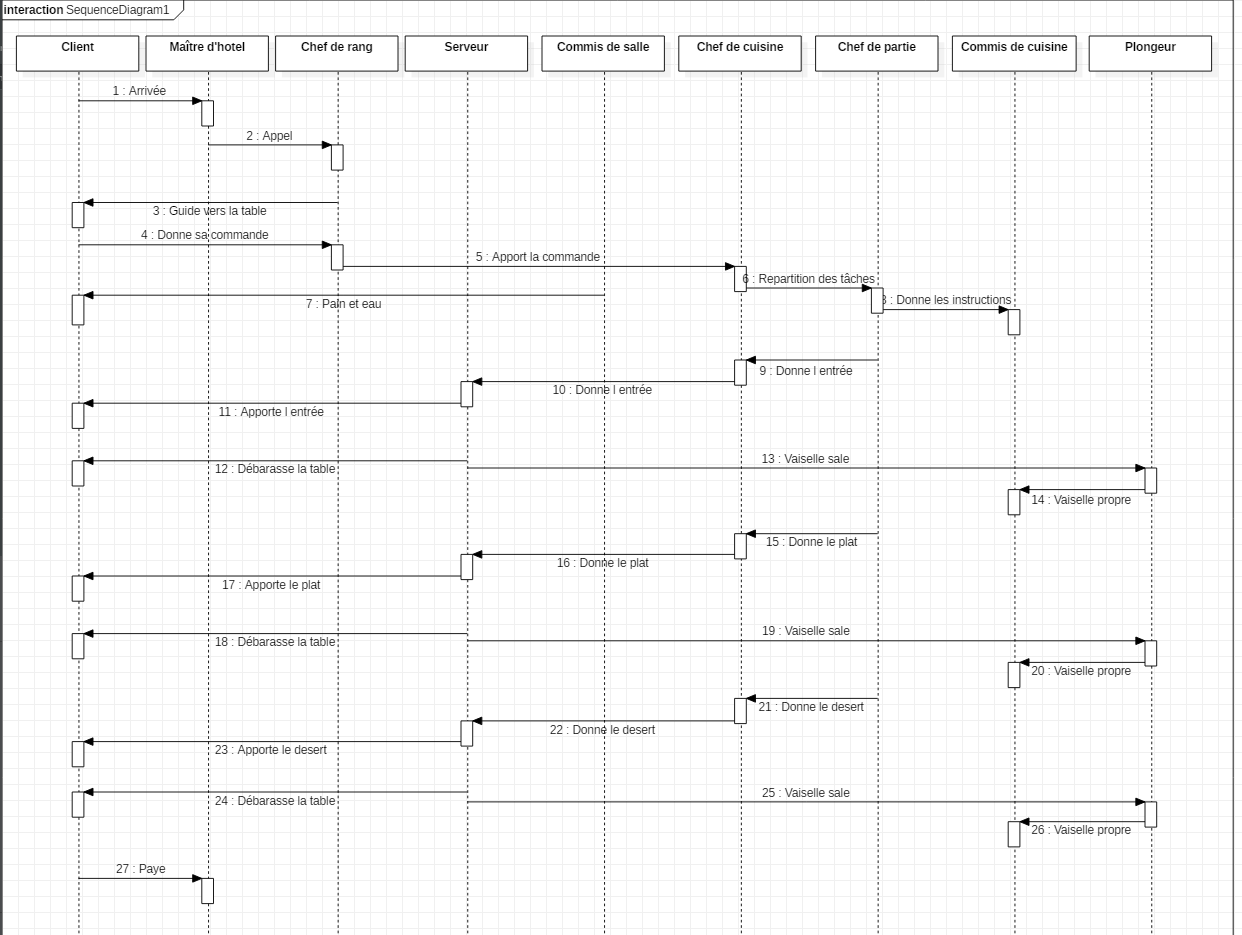 interaction SequenceDiagram1
Client
Maître d'hotel
Chef de rang
Serveur
Commis de salle
Chef de cuisine
Chef de partie
Commis de cuisine
Plongeur
1 : Arrivée
2 : Appel
3 : Guide vers la table
4 : Donne sa commande
5 : Apport la commande
6 : Repartition des tâches
7 : Pain et eau
8 : Donne les instructions
9 : Donne l entrée
10 : Donne l entrée
11 : Apporte l entrée
12 : Débarasse la table
13 : Vaiselle sale
14 : Vaiselle propre
15 : Donne le plat
16 : Donne le plat
17 : Apporte le plat
18 : Débarasse la table
19 : Vaiselle sale
20 : Vaiselle propre
21 : Donne le desert
22 : Donne le desert
23 : Apporte le desert
24 : Débarasse la table
25 : Vaiselle sale
26 : Vaiselle propre
27 : Paye